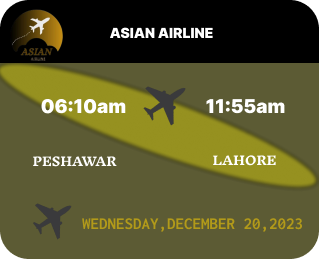 ASIAN AIRLINE
ASIAN
AIRLINE
06:10am 11:55am
PESHAWAR LAHORE
WEDNESDAY,DECEMBER 20,2023